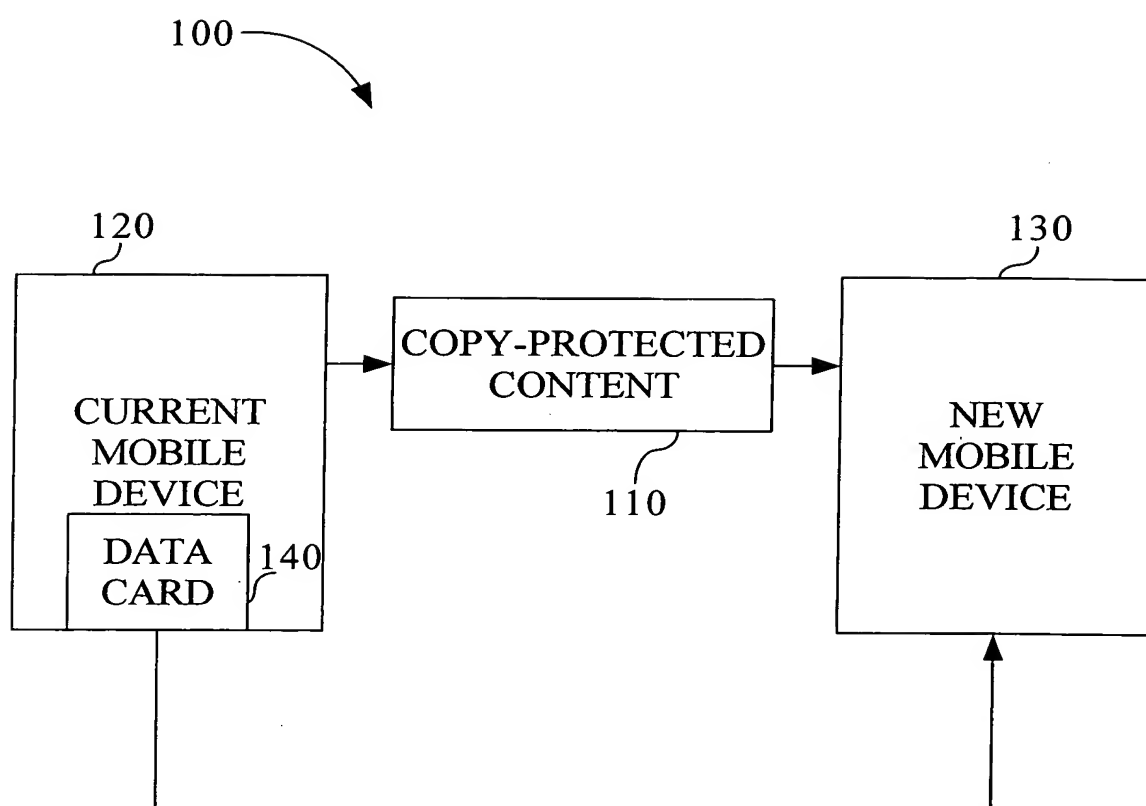 100
120
130
COPY-PROTECTED
CONTENT
CURRENT
MOBILE
DEVICE
NEW
MOBILE
DEVICE
110
DATA
CARD
140